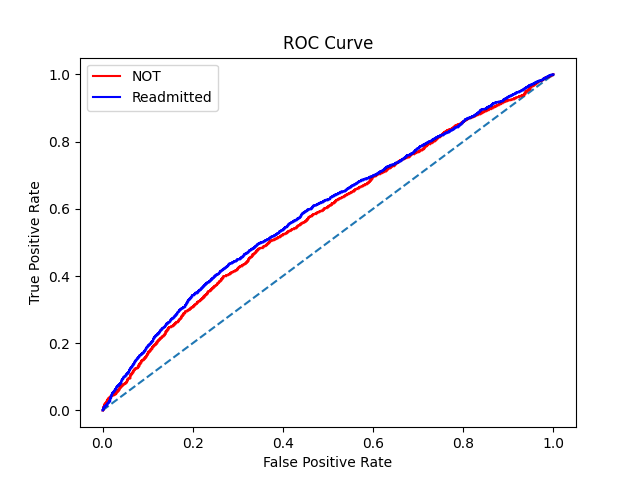 ROC Curve
NOT
Readmitted
True Positive Rate
1.0
0.8
0.6
0.4
0.2
0.0
0.0 0.2 0.4 0.6 0.8 1.0
False Positive Rate